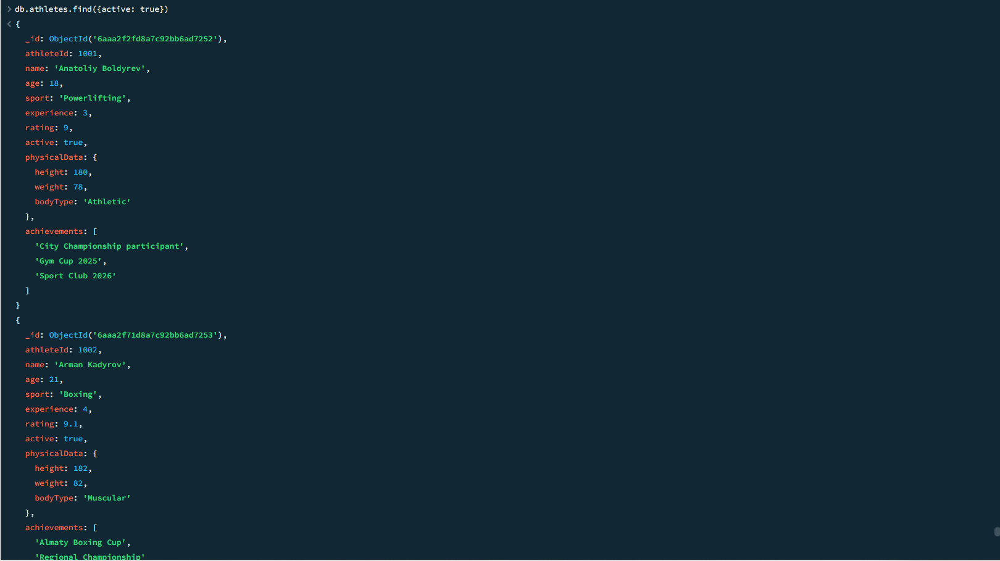 > db.athletes.find({active: true})
< {
_id: ObjectId('6aaa2f2fd8a7c92bb6ad7252'),
athleteId: 1001,
name: 'Anatoliy Boldyrev',
age: 18,
sport: 'Powerlifting',
experience: 3,
rating: 9,
active: true,
physicalData: {
height: 180,
weight: 78,
bodyType: 'Athletic'
},
achievements: [
'City Championship participant',
'Gym Cup 2025',
'Sport Club 2026'
]
}
{
_id: ObjectId('6aaa2f71d8a7c92bb6ad7253'),
athleteId: 1002,
name: 'Arman Kadyrov',
age: 21,
sport: 'Boxing',
experience: 4,
rating: 9.1,
active: true,
physicalData: {
height: 182,
weight: 82,
bodyType: 'Muscular'
},
achievements: [
'Almaty Boxing Cup',
'Regional Championship'